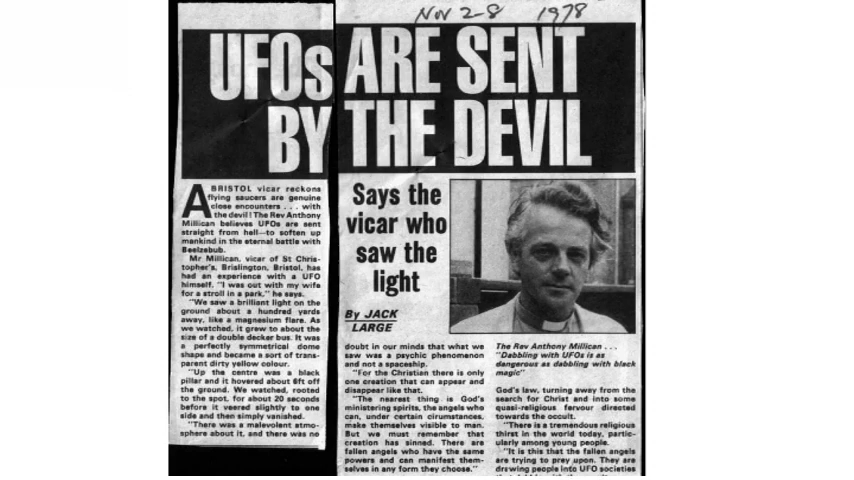 Nov 28 1978
UFOs ARE SENT
BY THE DEVIL
A BRISTOL vicar reckons
flying saucers are genuine
close encounters . . . with
the devil! The Rev Anthony
Millican believes UFOs are sent
straight from hell—to soften up
mankind in the eternal battle with
Beelzebub.
Mr Millican, vicar of St Chris-
topher's, Brislington, Bristol, has
had an experience with a UFO
himself. "I was out with my wife
for a stroll in a park," he says.
"We saw a brilliant light on the
ground about a hundred yards
away, like a magnesium flare. As
we watched, it grew to about the
size of a double decker bus. It was
a perfectly symmetrical dome
shape and became a sort of trans-
parent dirty yellow colour.
"Up the centre was a black
pillar and it hovered about 6ft off
the ground. We watched, rooted
to the spot, for about 20 seconds
before it veered slightly to one
side and then simply vanished.
"There was a malevolent atmo-
sphere about it, and there was no
Says the
vicar who
saw the
light
By JACK
LARGE
doubt in our minds that what we
saw was a psychic phenomenon
and not a spaceship.
"For the Christian there is only
one creation that can appear and
disappear like that.
"The nearest thing is God's
ministering spirits, the angels who
can, under certain circumstances,
make themselves visible to man.
But we must remember that
creation has sinned. There are
fallen angels who have the same
powers and can manifest them-
selves in any form they choose."
The Rev Anthony Millican . . .
"Dabbling with UFOs is as
dangerous as dabbling with black
magic"
God's law, turning away from the
search for Christ and into some
quasi-religious fervour directed
towards the occult.
"There is a tremendous religious
thirst in the world today, partic-
ularly among young people.
"It is this that the fallen angels
are trying to prey upon. They are
drawing people into UFO societies